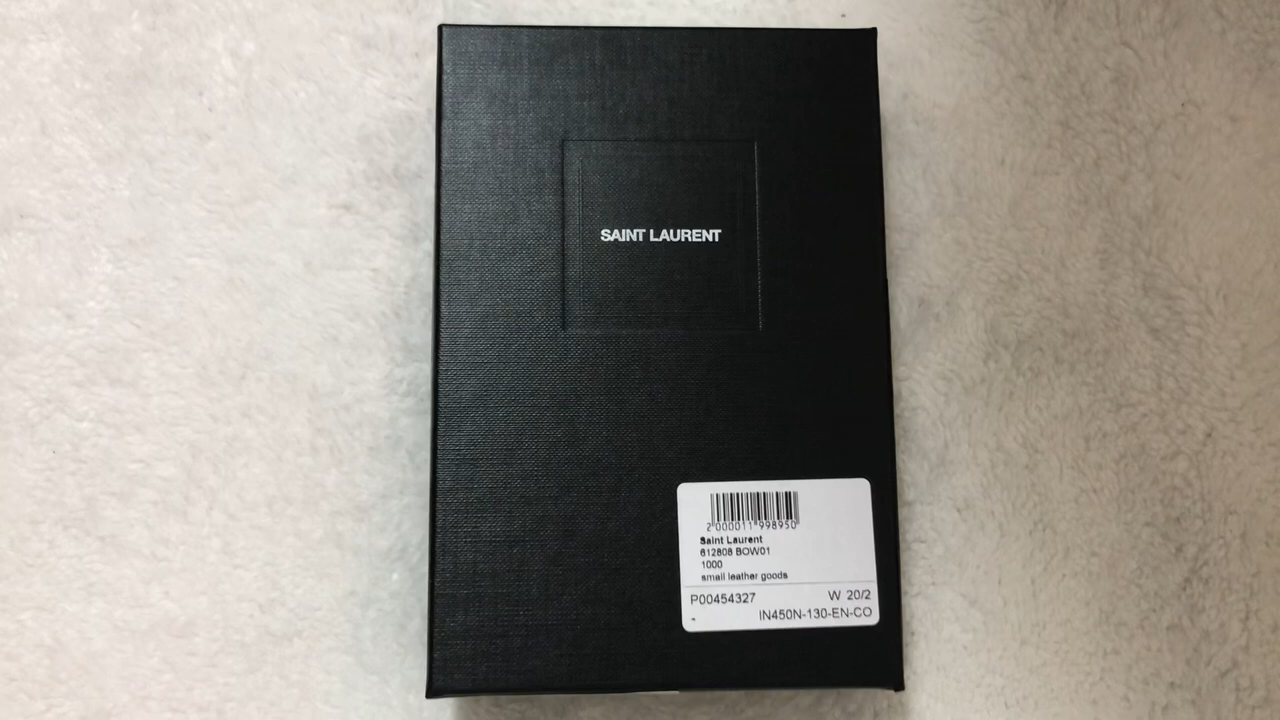 SAINT LAURENT
2000011998950
Saint Laurent
612808 BOW01
1000
small leather goods
P00454327 W 20/2
IN450N-130-EN-CO